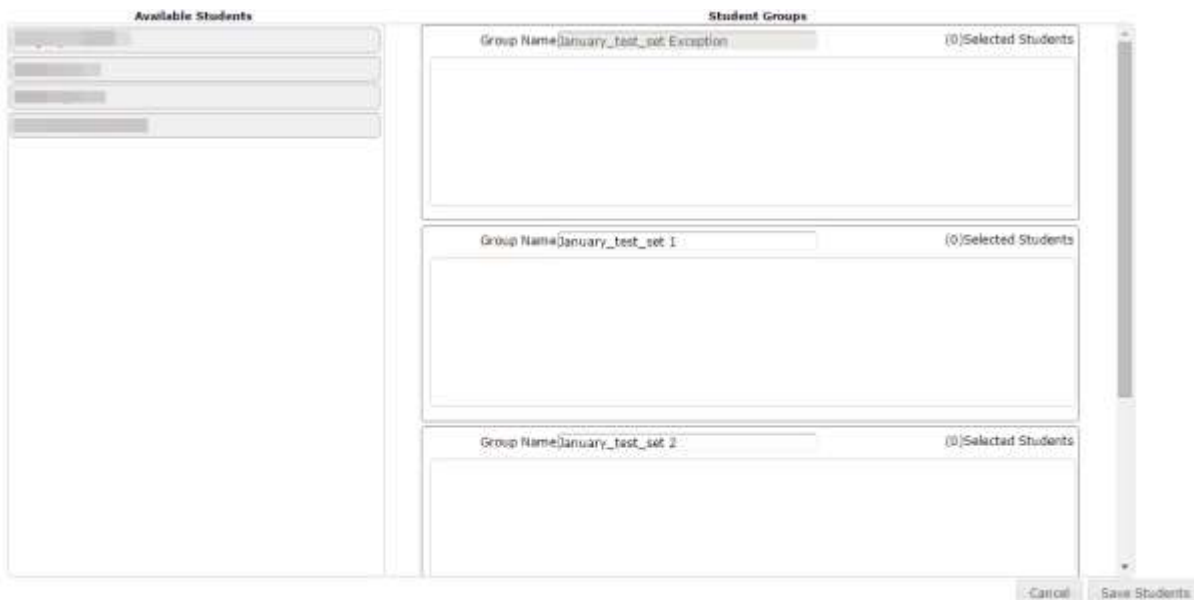 Available Students
Student Groups
Group Name January_test_set Exception (0)Selected Students
Group Name January_test_set 1 (0)Selected Students
Group Name January_test_set 2 (0)Selected Students
Cancel Save Students